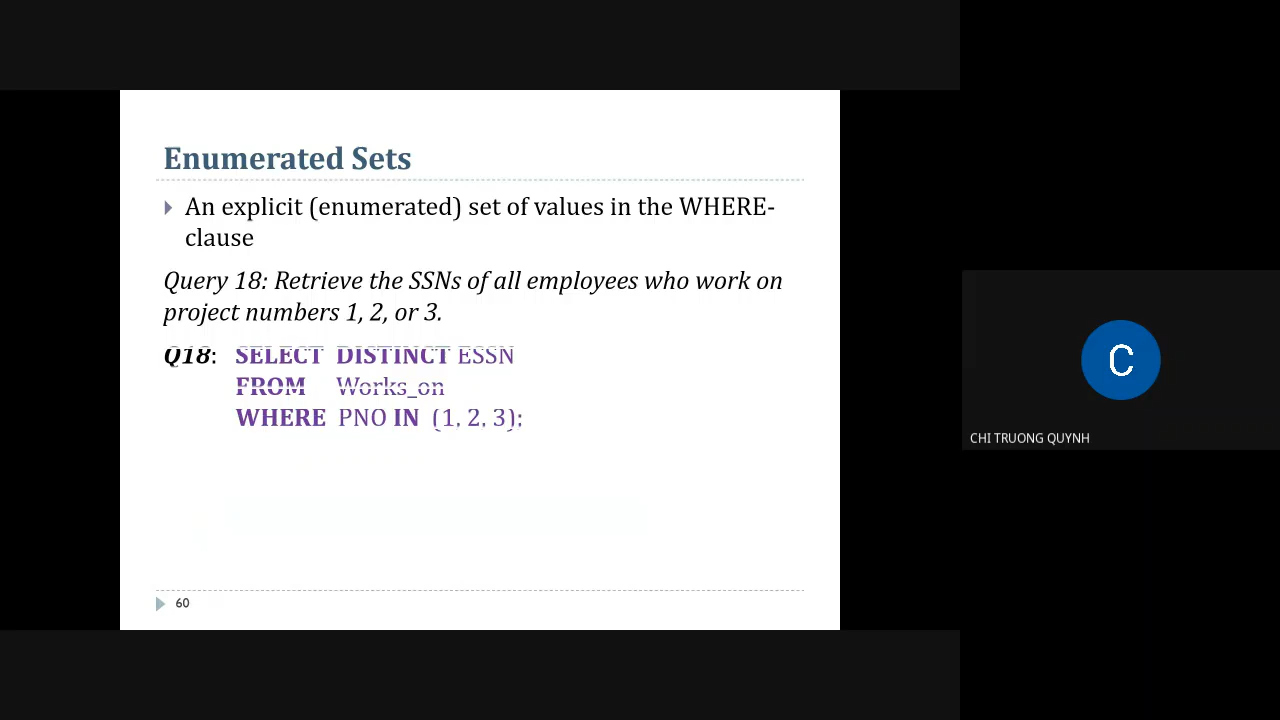 Enumerated Sets
An explicit (enumerated) set of values in the WHERE-
clause
Query 18: Retrieve the SSNs of all employees who work on
project numbers 1, 2, or 3.
Q18: SELECT DISTINCT ESSN
FROM Works_on
WHERE PNO IN (1, 2, 3);
60
C
CHI TRUONG QUYNH